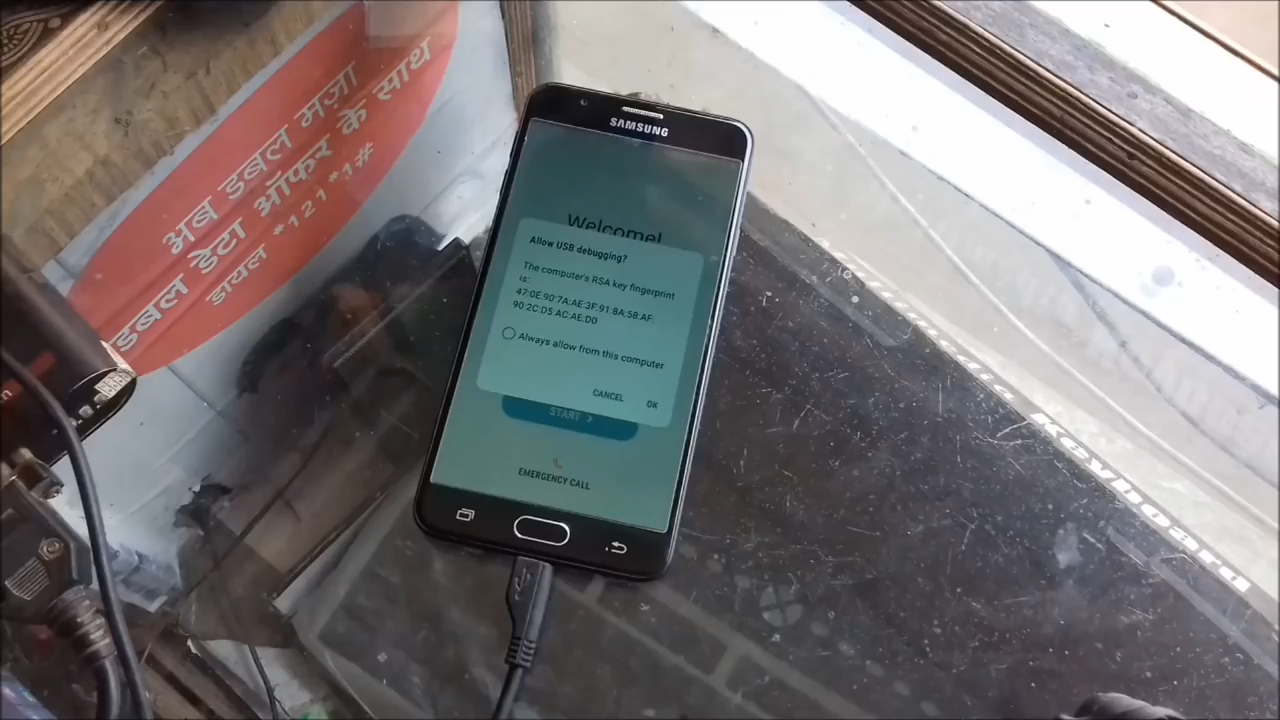 अब डबल मज़ा
डबल डेटा ऑफर के साथ
डायल *121*1#
SAMSUNG
Welcome!
Allow USB debugging?
The computer's RSA key fingerprint
is:
47:0E:90:7A:AE:3F:91:8A:58:AF:
90:2C:D5:AC:AE:D0
Always allow from this computer
CANCEL OK
START >
EMERGENCY CALL
keyboard